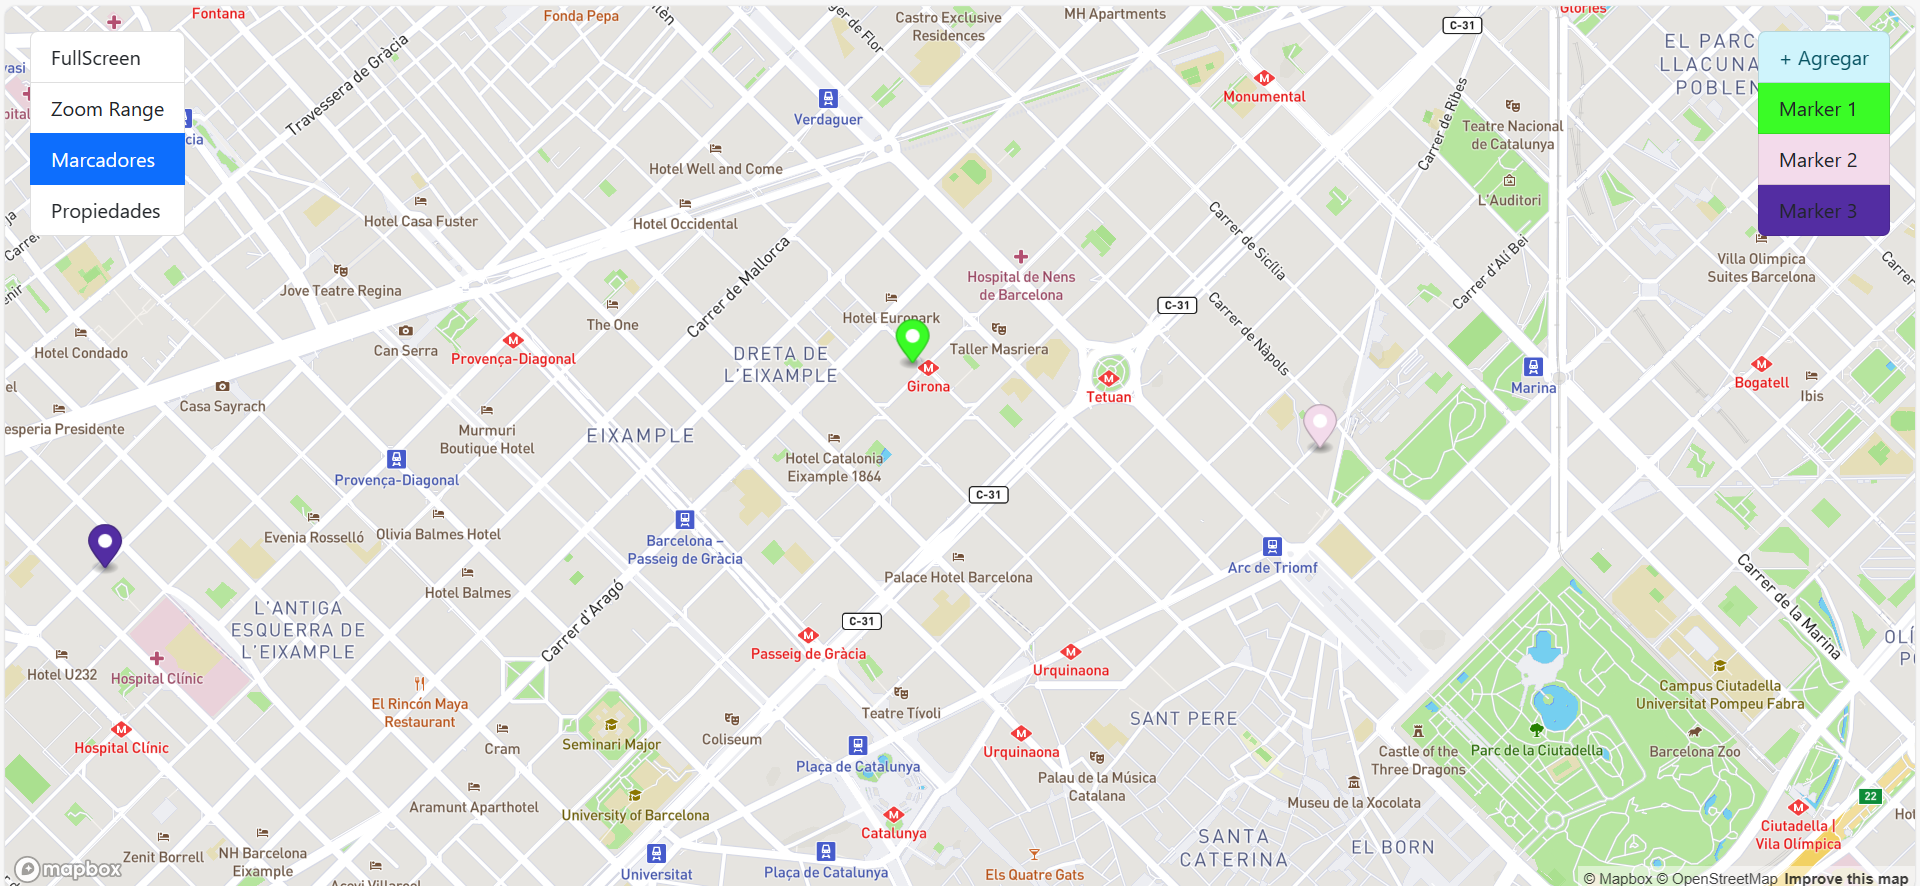 Fontana
Fonda Pepa
Castro Exclusive
Residences
MH Apartments
C-31
Glòries
FullScreen
Zoom Range
Marcadores
Propiedades
+ Agregar
Marker 1
Marker 2
Marker 3
Travessera de Gràcia
Verdaguer
Monumental
Carrer de Ribes
Teatre Nacional
de Catalunya
L'Auditori
Hotel Well and Come
Hotel Casa Fuster
Hotel Occidental
Carrer de Mallorca
Carrer de Sicília
Carrer d'Alí Bei
Villa Olimpica
Suites Barcelona
Jove Teatre Regina
Hospital de Nens
de Barcelona
C-31
Carrer de Nàpols
The One
Hotel Europark
Taller Masriera
Hotel Condado
Can Serra
Provença-Diagonal
DRETA DE
L'EIXAMPLE
Girona
Tetuan
Marina
Bogatell
Ibis
Casa Sayrach
esperia Presidente
Murmuri
Boutique Hotel
EIXAMPLE
Hotel Catalonia
Eixample 1864
Provença-Diagonal
C-31
Evenia Rosselló
Olivia Balmes Hotel
Barcelona –
Passeig de Gràcia
Palace Hotel Barcelona
Arc de Triomf
Hotel Balmes
Carrer d'Aragó
Carrer de la Marina
L'ANTIGA
ESQUERRA DE
L'EIXAMPLE
C-31
Passeig de Gràcia
Urquinaona
Hotel U232
Hospital Clínic
El Rincón Maya
Restaurant
Campus Ciutadella
Universitat Pompeu Fabra
Teatre Tívoli
SANT PERE
Hospital Clínic
Cram
Seminari Major
Coliseum
Urquinaona
Castle of the
Three Dragons
Parc de la Ciutadella
Barcelona Zoo
Plaça de Catalunya
Palau de la Música
Catalana
Museu de la Xocolata
22
Aramunt Aparthotel
University of Barcelona
Catalunya
Ciutadella |
Vila Olímpica
SANTA
CATERINA
EL BORN
Zenit Borrell
NH Barcelona
Eixample
Universitat
Plaça de Catalunya
Els Quatre Gats
mapbox
© Mapbox © OpenStreetMap Improve this map